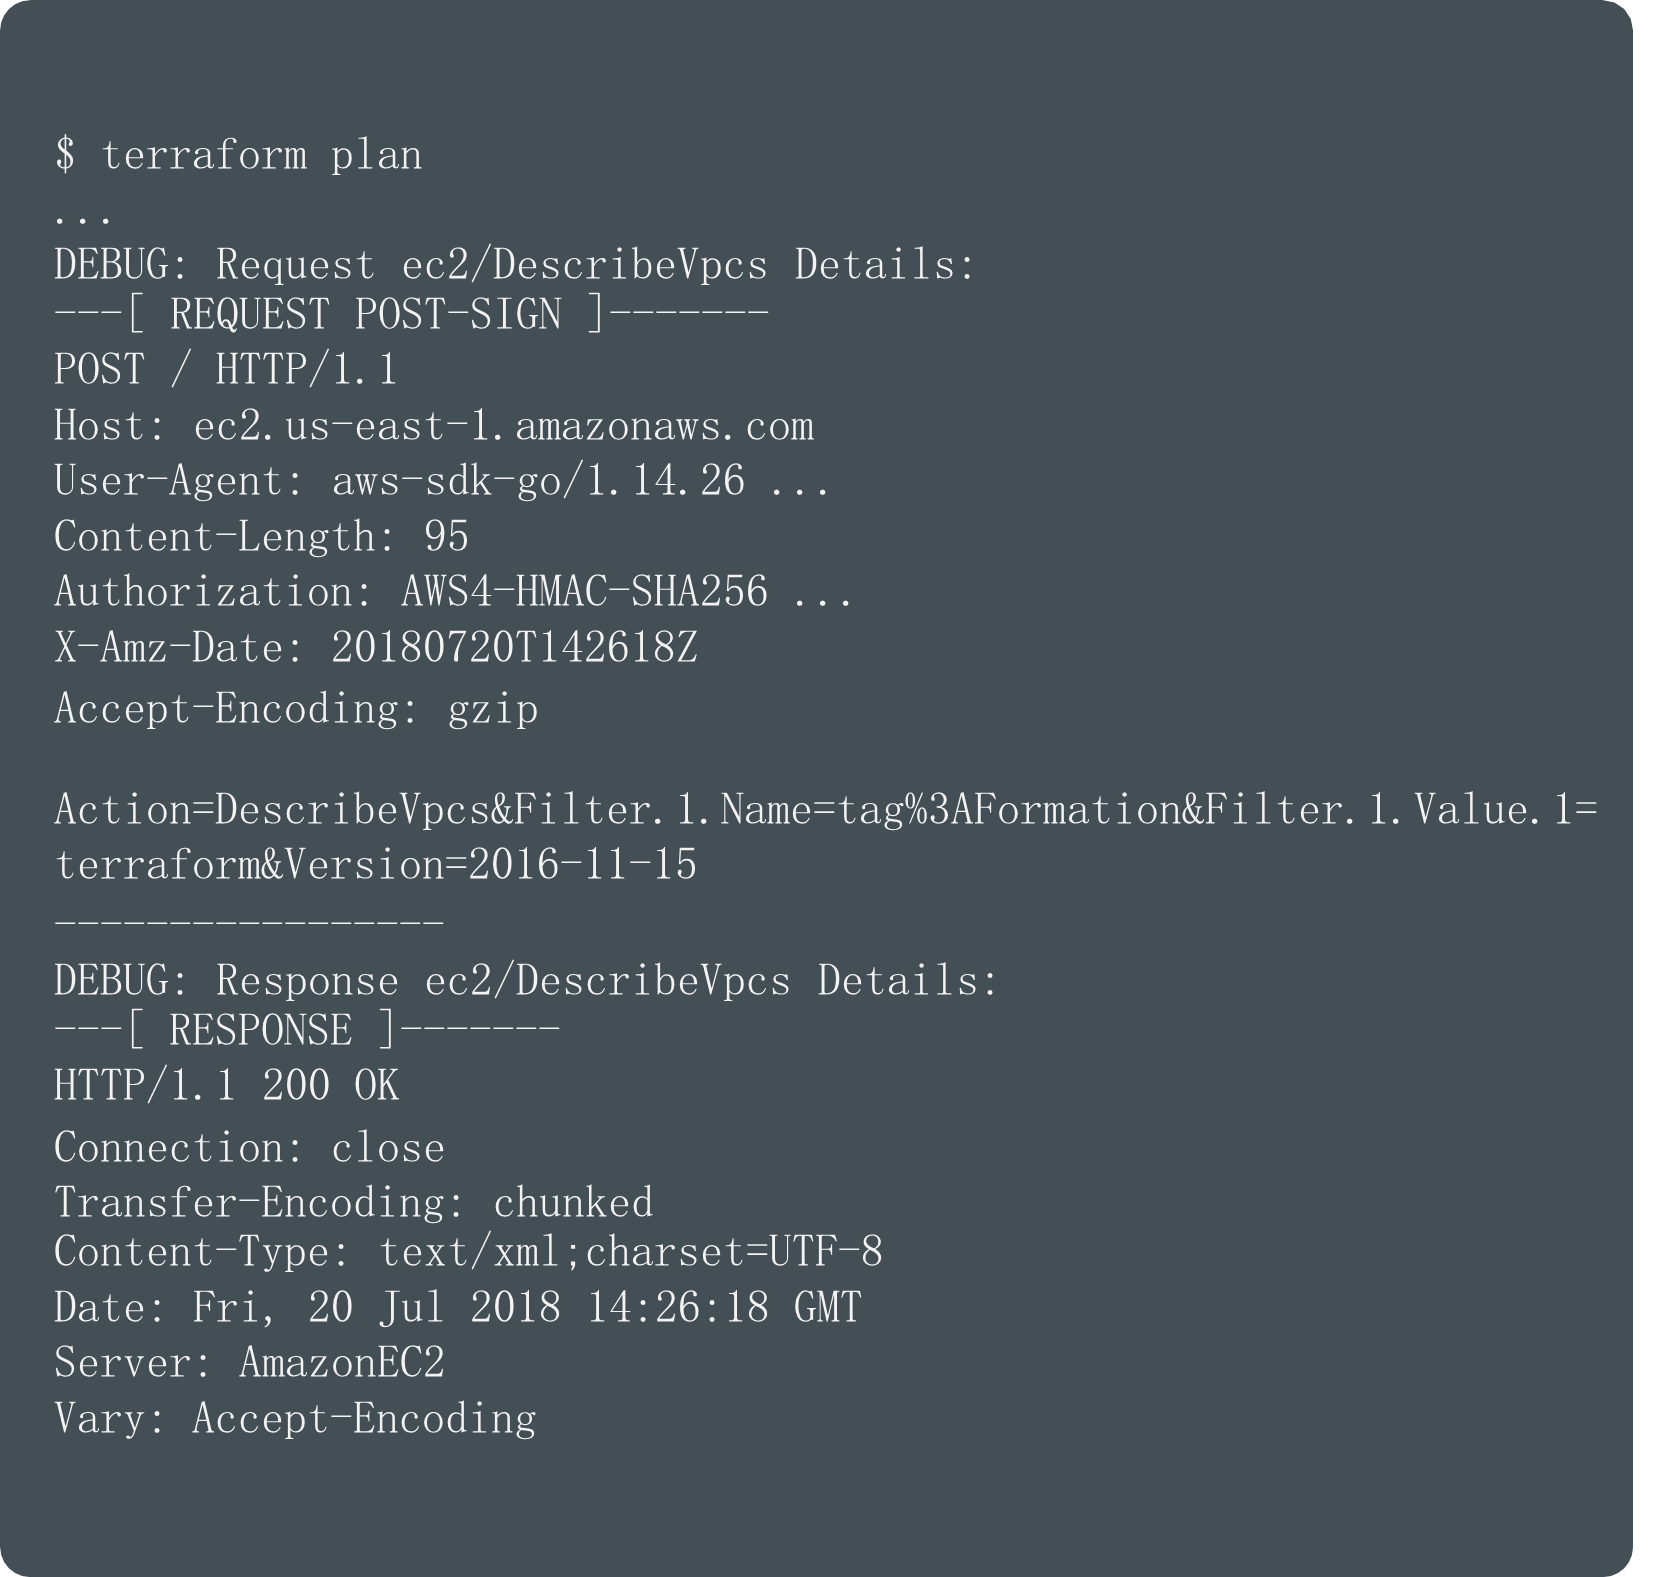 $ terraform plan
...
DEBUG: Request ec2/DescribeVpcs Details:
---[ REQUEST POST-SIGN ]-------
POST / HTTP/1.1
Host: ec2.us-east-1.amazonaws.com
User-Agent: aws-sdk-go/1.14.26 ...
Content-Length: 95
Authorization: AWS4-HMAC-SHA256 ...
X-Amz-Date: 20180720T142618Z
Accept-Encoding: gzip

Action=DescribeVpcs&Filter.1.Name=tag%3AFormation&Filter.1.Value.1=
terraform&Version=2016-11-15
-----------------
DEBUG: Response ec2/DescribeVpcs Details:
---[ RESPONSE ]-------
HTTP/1.1 200 OK
Connection: close
Transfer-Encoding: chunked
Content-Type: text/xml;charset=UTF-8
Date: Fri, 20 Jul 2018 14:26:18 GMT
Server: AmazonEC2
Vary: Accept-Encoding